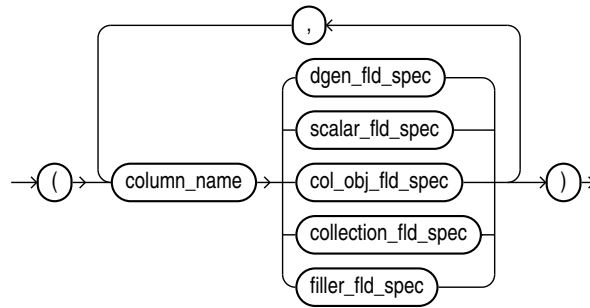 ,
dgen_fld_spec
scalar_fld_spec
( column_name col_obj_fld_spec )
collection_fld_spec
filler_fld_spec